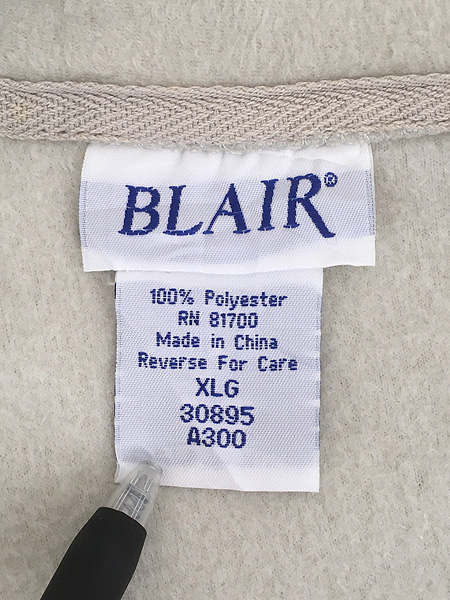 BLAIR®
100% Polyester
RN 81700
Made in China
Reverse For Care
XLG
30895
A300